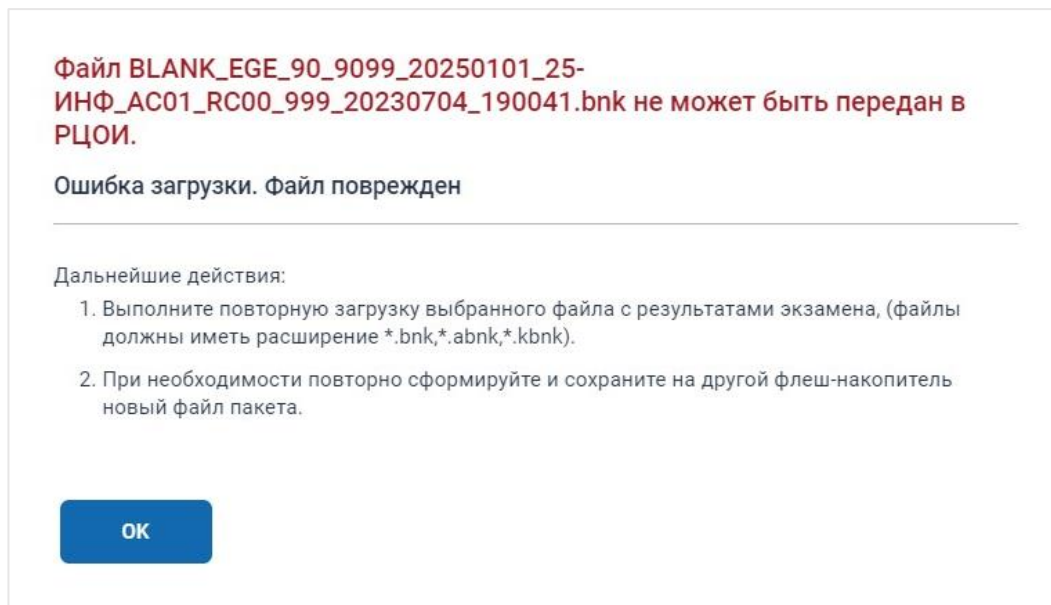 Файл BLANK_EGE_90_9099_20250101_25-
ИНФ_AC01_RC00_999_20230704_190041.bnk не может быть передан в
РЦОИ.
Ошибка загрузки. Файл поврежден
Дальнейшие действия:
1. Выполните повторную загрузку выбранного файла с результатами экзамена, (файлы
должны иметь расширение *.bnk,*.abnk,*.kbnk).
2. При необходимости повторно сформируйте и сохраните на другой флеш-накопитель
новый файл пакета.
OK